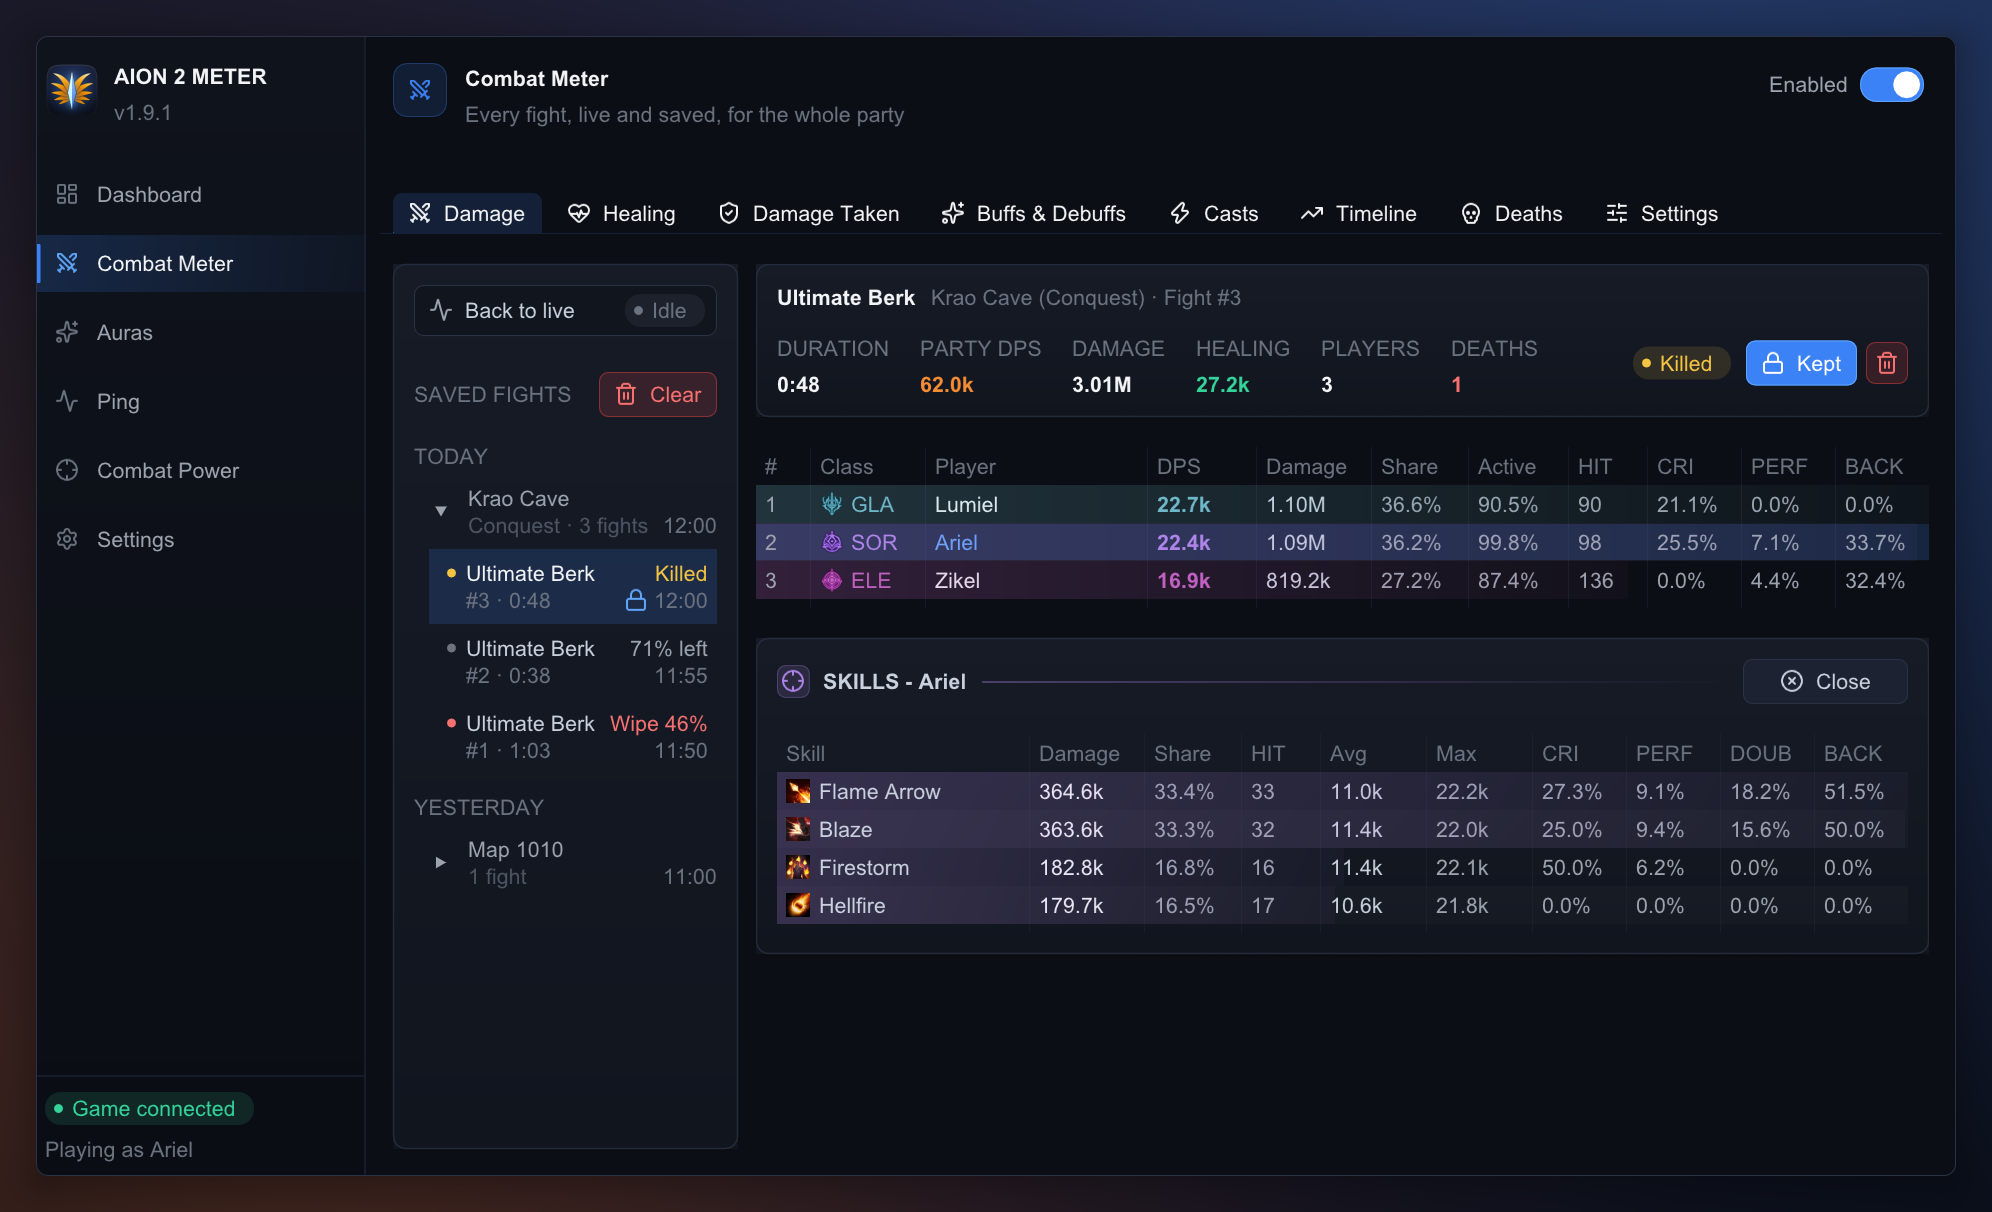 AION 2 METER
v1.9.1
Dashboard
Combat Meter
Auras
Ping
Combat Power
Settings
Game connected
Playing as Ariel
Combat Meter
Every fight, live and saved, for the whole party
Enabled
Damage Healing Damage Taken Buffs & Debuffs Casts Timeline Deaths Settings
Back to live Idle
SAVED FIGHTS Clear
TODAY
Krao Cave
Conquest · 3 fights 12:00
Ultimate Berk Killed
#3 · 0:48 12:00
Ultimate Berk 71% left
#2 · 0:38 11:55
Ultimate Berk Wipe 46%
#1 · 1:03 11:50
YESTERDAY
Map 1010
1 fight 11:00
Ultimate Berk Krao Cave (Conquest) · Fight #3
DURATION PARTY DPS DAMAGE HEALING PLAYERS DEATHS
0:48 62.0k 3.01M 27.2k 3 1
Killed Kept
# Class Player DPS Damage Share Active HIT CRI PERF BACK
1 GLA Lumiel 22.7k 1.10M 36.6% 90.5% 90 21.1% 0.0% 0.0%
2 SOR Ariel 22.4k 1.09M 36.2% 99.8% 98 25.5% 7.1% 33.7%
3 ELE Zikel 16.9k 819.2k 27.2% 87.4% 136 0.0% 4.4% 32.4%
SKILLS - Ariel Close
Skill Damage Share HIT Avg Max CRI PERF DOUB BACK
Flame Arrow 364.6k 33.4% 33 11.0k 22.2k 27.3% 9.1% 18.2% 51.5%
Blaze 363.6k 33.3% 32 11.4k 22.0k 25.0% 9.4% 15.6% 50.0%
Firestorm 182.8k 16.8% 16 11.4k 22.1k 50.0% 6.2% 0.0% 0.0%
Hellfire 179.7k 16.5% 17 10.6k 21.8k 0.0% 0.0% 0.0% 0.0%